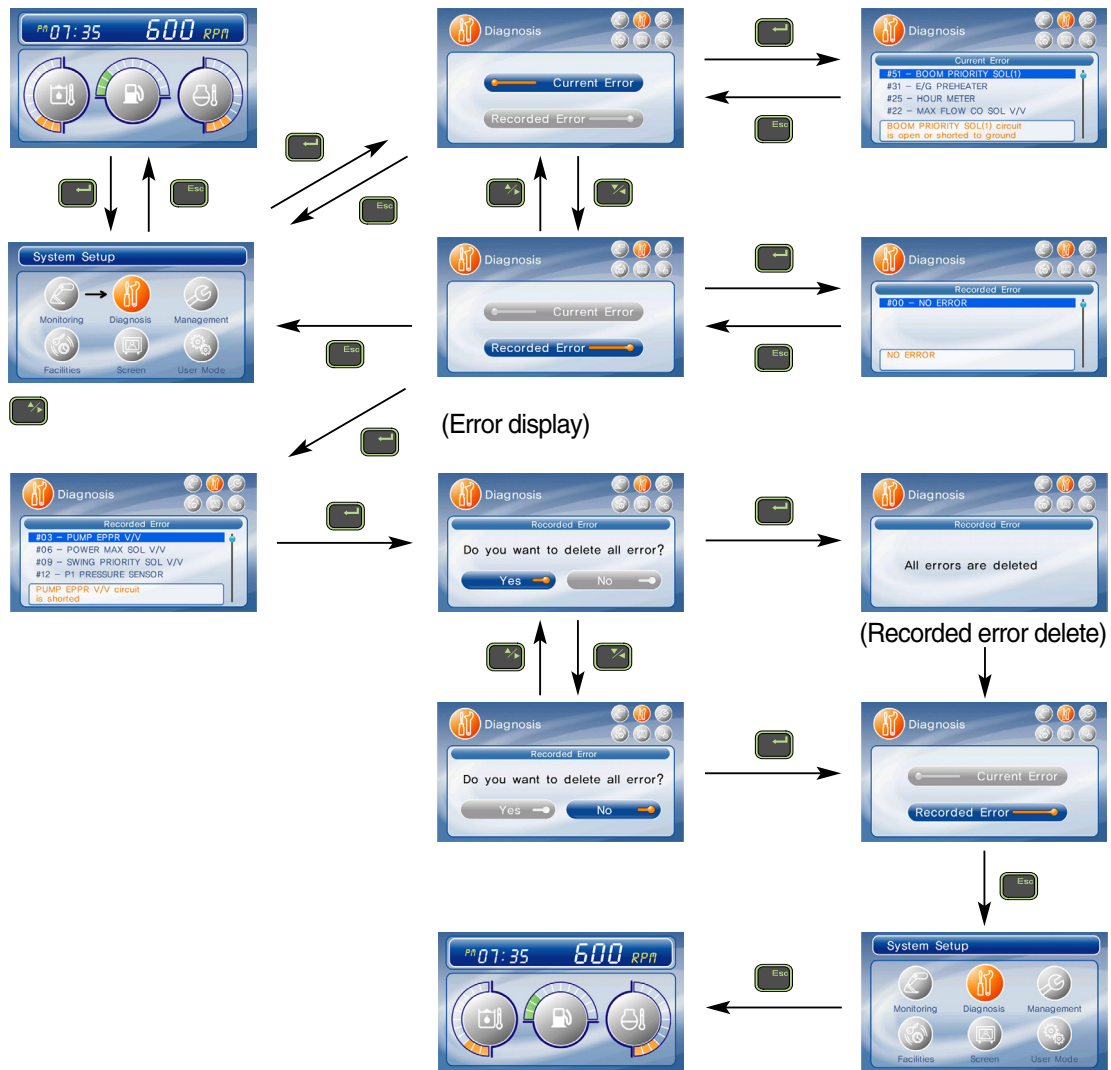 PM 07:35 600 RPM
Diagnosis
Current Error
Recorded Error
Diagnosis
Current Error
#51 – BOOM PRIORITY SOL(1)
#31 – E/G PREHEATER
#25 – HOUR METER
#22 – MAX FLOW CO SOL V/V
BOOM PRIORITY SOL(1) circuit
is open or shorted to ground
Esc
Esc
Esc
System Setup
Monitoring Diagnosis Management
Facilities Screen User Mode
Diagnosis
Current Error
Recorded Error
Diagnosis
Recorded Error
#00 – NO ERROR
NO ERROR
Esc
Esc
(Error display)
Diagnosis
Recorded Error
#03 – PUMP EPPR V/V
#06 – POWER MAX SOL V/V
#09 – SWING PRIORITY SOL V/V
#12 – P1 PRESSURE SENSOR
PUMP EPPR V/V circuit
is shorted
Diagnosis
Recorded Error
Do you want to delete all error?
Yes No
Diagnosis
Recorded Error
All errors are deleted
(Recorded error delete)
Diagnosis
Recorded Error
Do you want to delete all error?
Yes No
Diagnosis
Current Error
Recorded Error
Esc
PM 07:35 600 RPM
Esc
System Setup
Monitoring Diagnosis Management
Facilities Screen User Mode